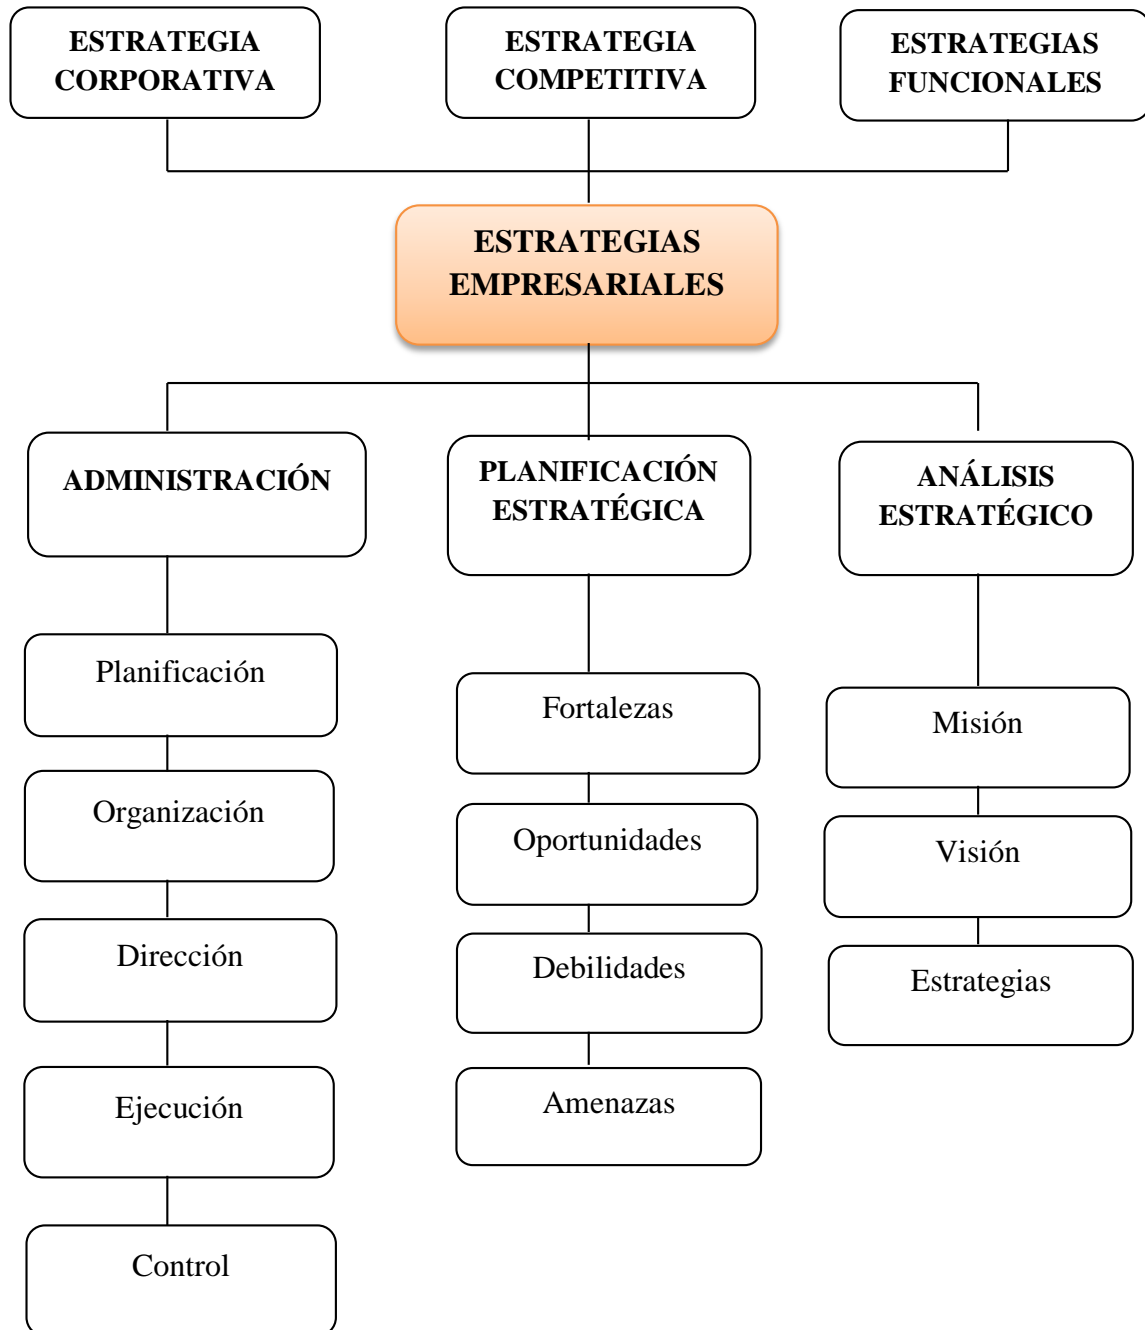 ESTRATEGIA
CORPORATIVA
ESTRATEGIA
COMPETITIVA
ESTRATEGIAS
FUNCIONALES
ESTRATEGIAS
EMPRESARIALES
ADMINISTRACIÓN
Planificación
Organización
Dirección
Ejecución
Control
PLANIFICACIÓN
ESTRATÉGICA
Fortalezas
Oportunidades
Debilidades
Amenazas
ANÁLISIS
ESTRATÉGICO
Misión
Visión
Estrategias